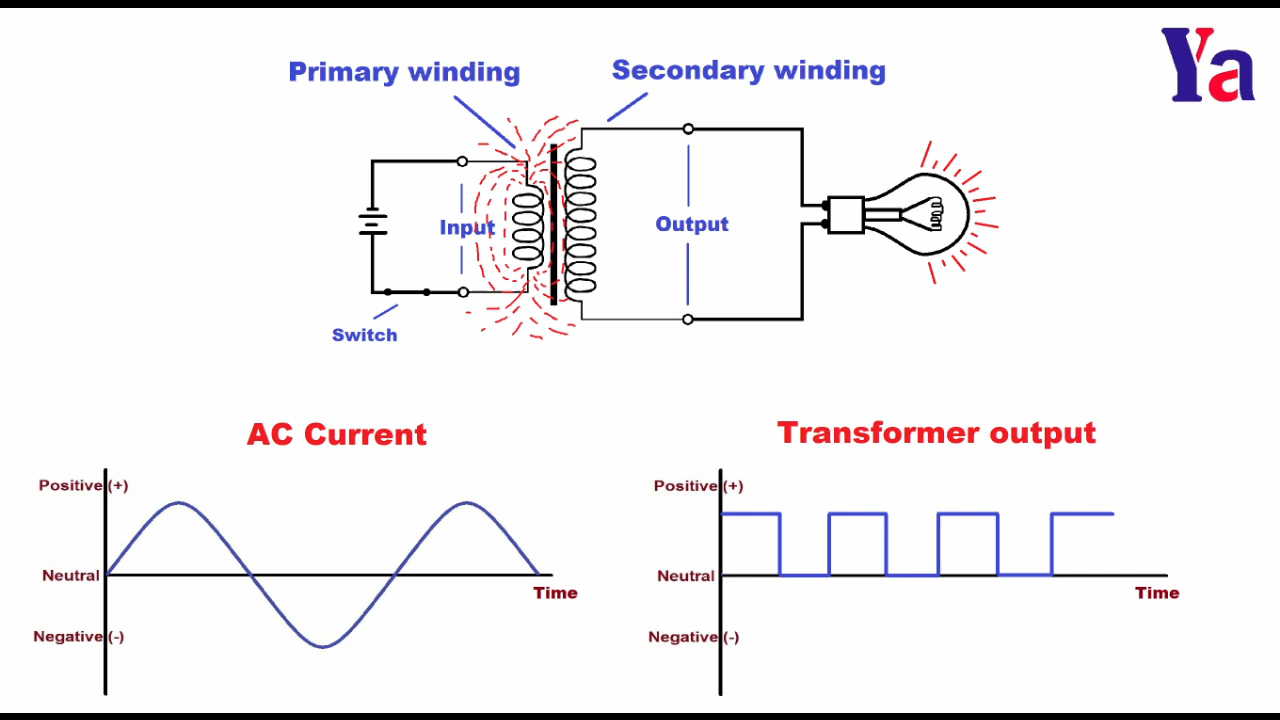 Ya
Primary winding
Secondary winding
Input
Output
Switch
AC Current
Positive (+)
Neutral
Time
Negative (-)
Transformer output
Positive (+)
Neutral
Time
Negative (-)